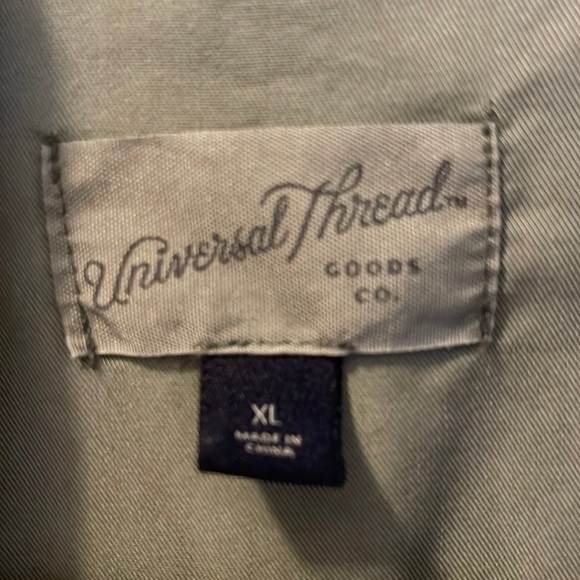 Universal Thread™
GOODS
CO.
XL
MADE IN
CHINA